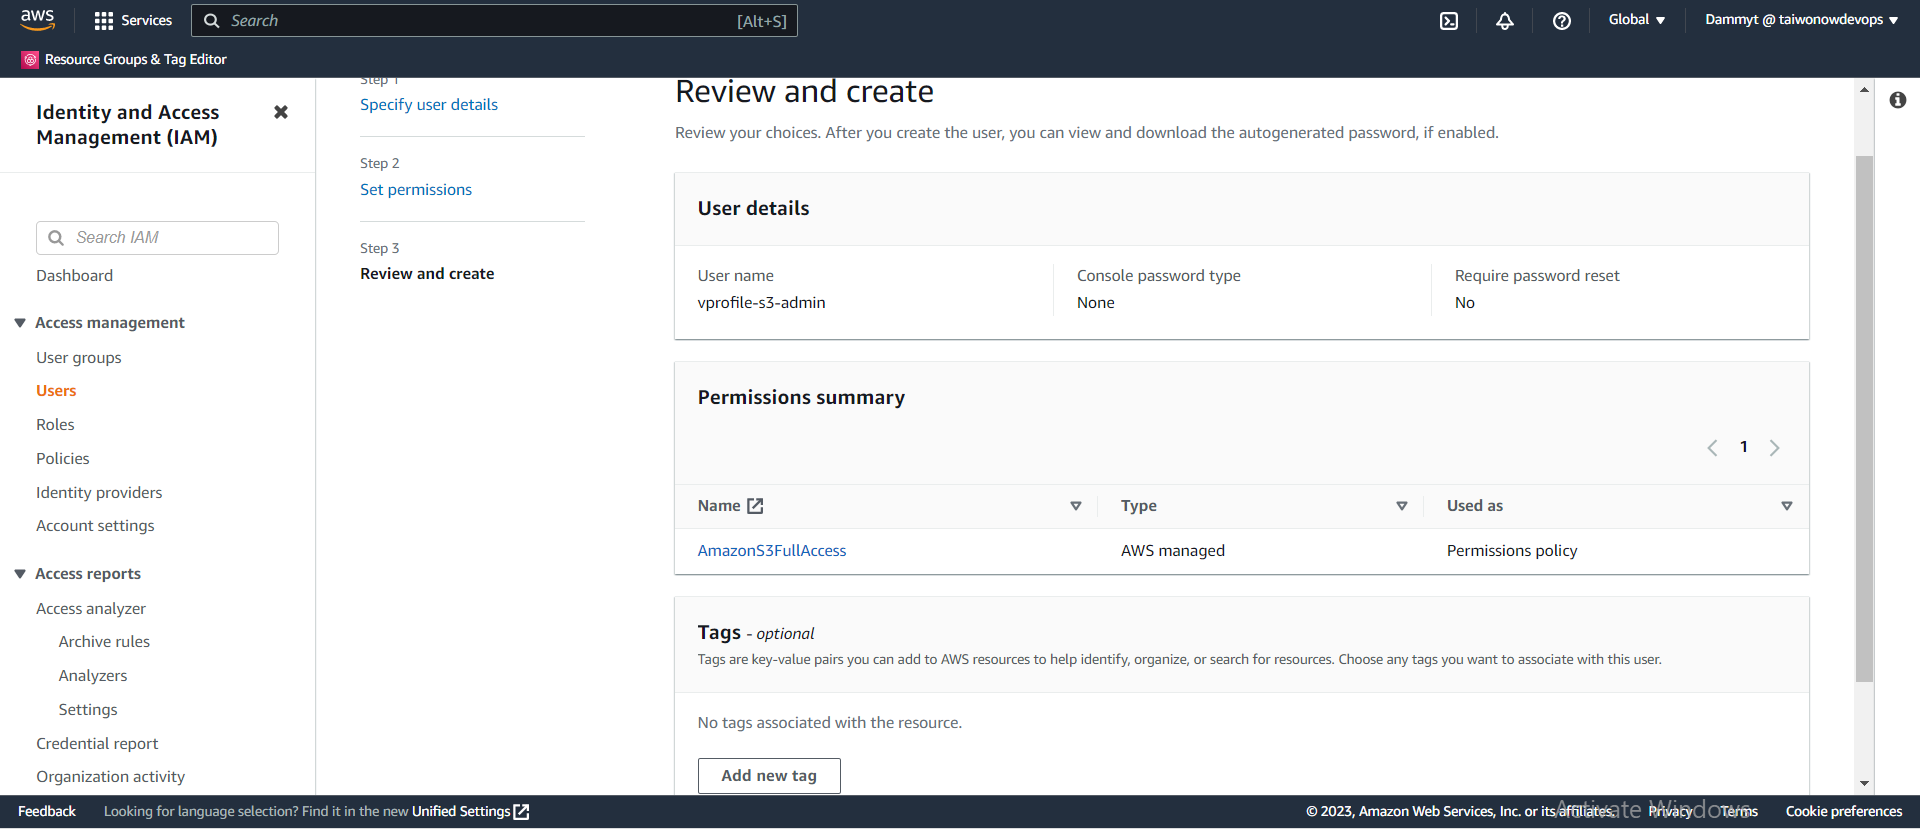 aws
Services
Search
[Alt+S]
Global
Dammyt @ taiwonowdevops
Resource Groups & Tag Editor
Identity and Access
Management (IAM)
Search IAM
Dashboard
Access management
User groups
Users
Roles
Policies
Identity providers
Account settings
Access reports
Access analyzer
Archive rules
Analyzers
Settings
Credential report
Organization activity
Step 1
Specify user details
Step 2
Set permissions
Step 3
Review and create
Review and create
Review your choices. After you create the user, you can view and download the autogenerated password, if enabled.
User details
User name
vprofile-s3-admin
Console password type
None
Require password reset
No
Permissions summary
1
Name
Type
Used as
AmazonS3FullAccess
AWS managed
Permissions policy
Tags - optional
Tags are key-value pairs you can add to AWS resources to help identify, organize, or search for resources. Choose any tags you want to associate with this user.
No tags associated with the resource.
Add new tag
Feedback
Looking for language selection? Find it in the new Unified Settings
© 2023, Amazon Web Services, Inc. or its affiliates.
Privacy
Terms
Cookie preferences
Activate Windows